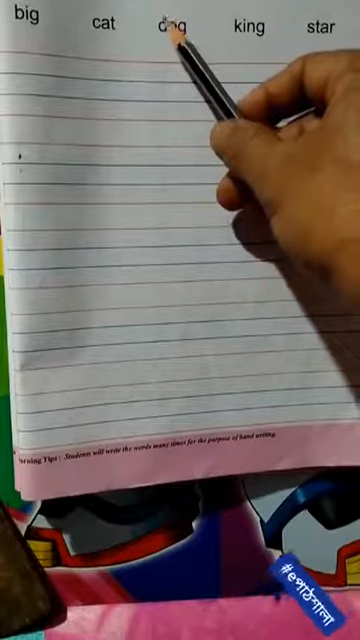 big cat dog king star
Learning Tips : Students will write the words many times for the purpose of hand writing.
#eপাঠশালা